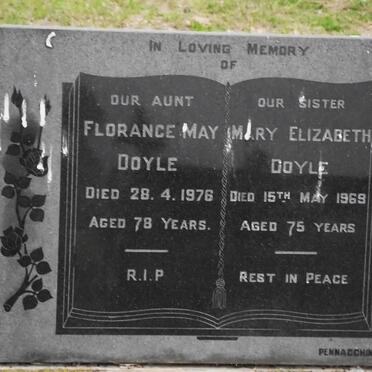 IN LOVING MEMORY
OF
OUR AUNT
FLORANCE MAY
DOYLE
DIED 28. 4. 1976
AGED 78 YEARS.
R.I.P
OUR SISTER
MARY ELIZABETH
DOYLE
DIED 15TH MAY 1969
AGED 75 YEARS
REST IN PEACE